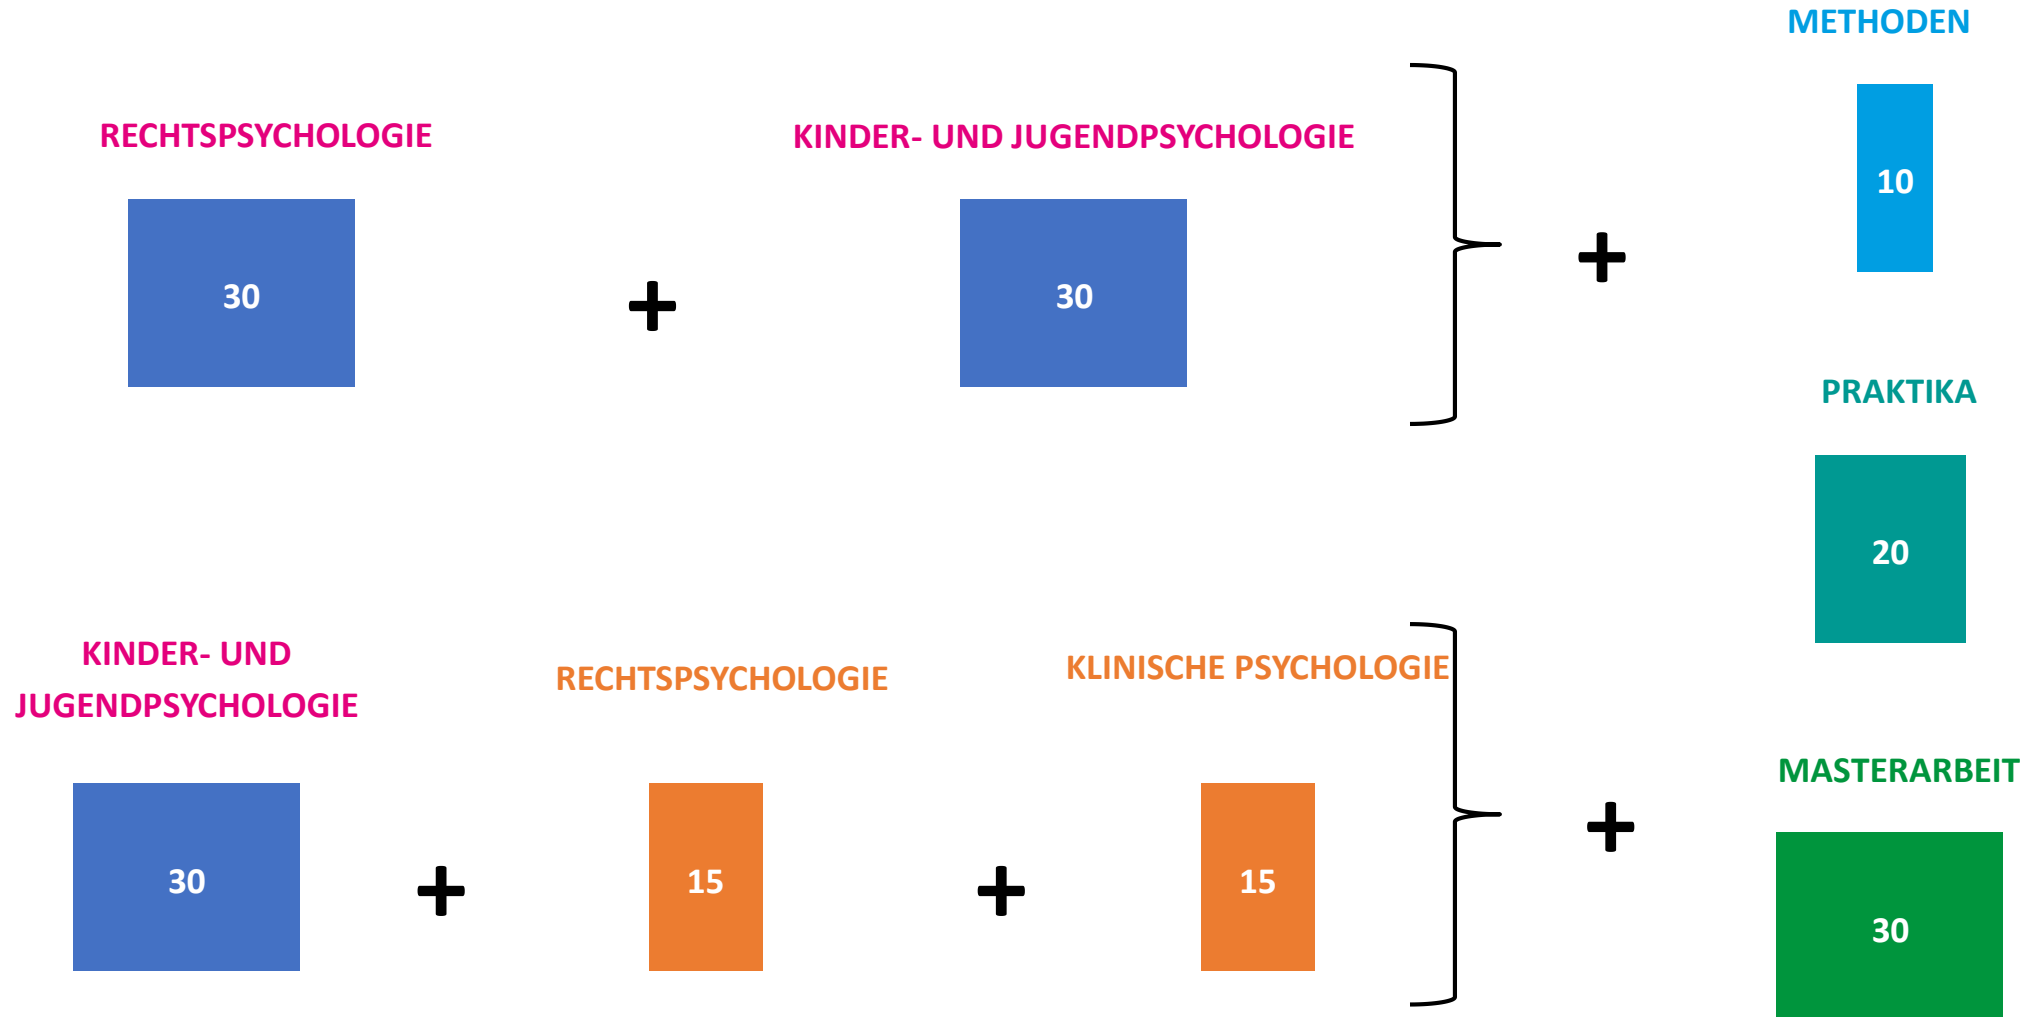 METHODEN
RECHTSPSYCHOLOGIE
KINDER- UND JUGENDPSYCHOLOGIE
10
30
+
30
+
PRAKTIKA
20
KINDER- UND
JUGENDPSYCHOLOGIE
RECHTSPSYCHOLOGIE
KLINISCHE PSYCHOLOGIE
MASTERARBEIT
30
+
15
+
15
+
30